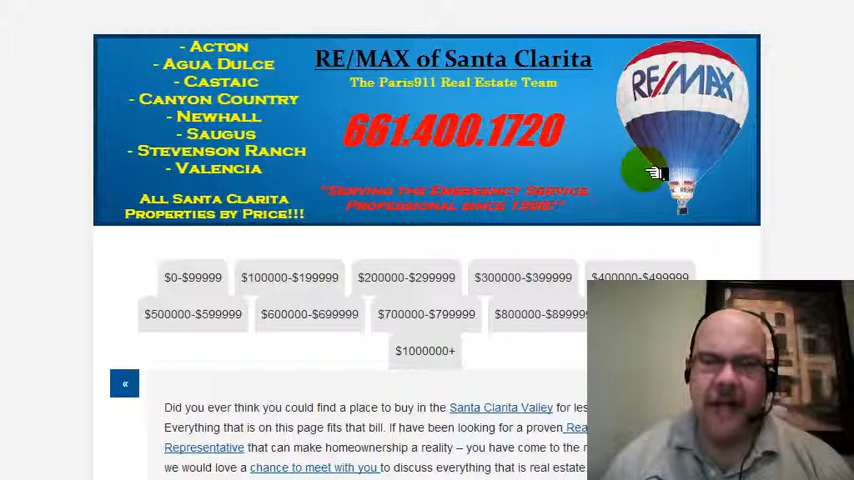 - Acton
- Agua Dulce
- Castaic
- Canyon Country
- Newhall
- Saugus
- Stevenson Ranch
- Valencia
All Santa Clarita
Properties by Price!!!
RE/MAX of Santa Clarita
The Paris911 Real Estate Team
661.400.1720
"Serving the Emergency Service
Professional since 1998!"
RE/MAX
$0-$99999
$100000-$199999
$200000-$299999
$300000-$399999
$400000-$499999
$500000-$599999
$600000-$699999
$700000-$799999
$800000-$89999
$1000000+
«
Did you ever think you could find a place to buy in the Santa Clarita Valley for les
Everything that is on this page fits that bill. If have been looking for a proven Rea
Representative that can make homeownership a reality – you have come to the r
we would love a chance to meet with you to discuss everything that is real estate.